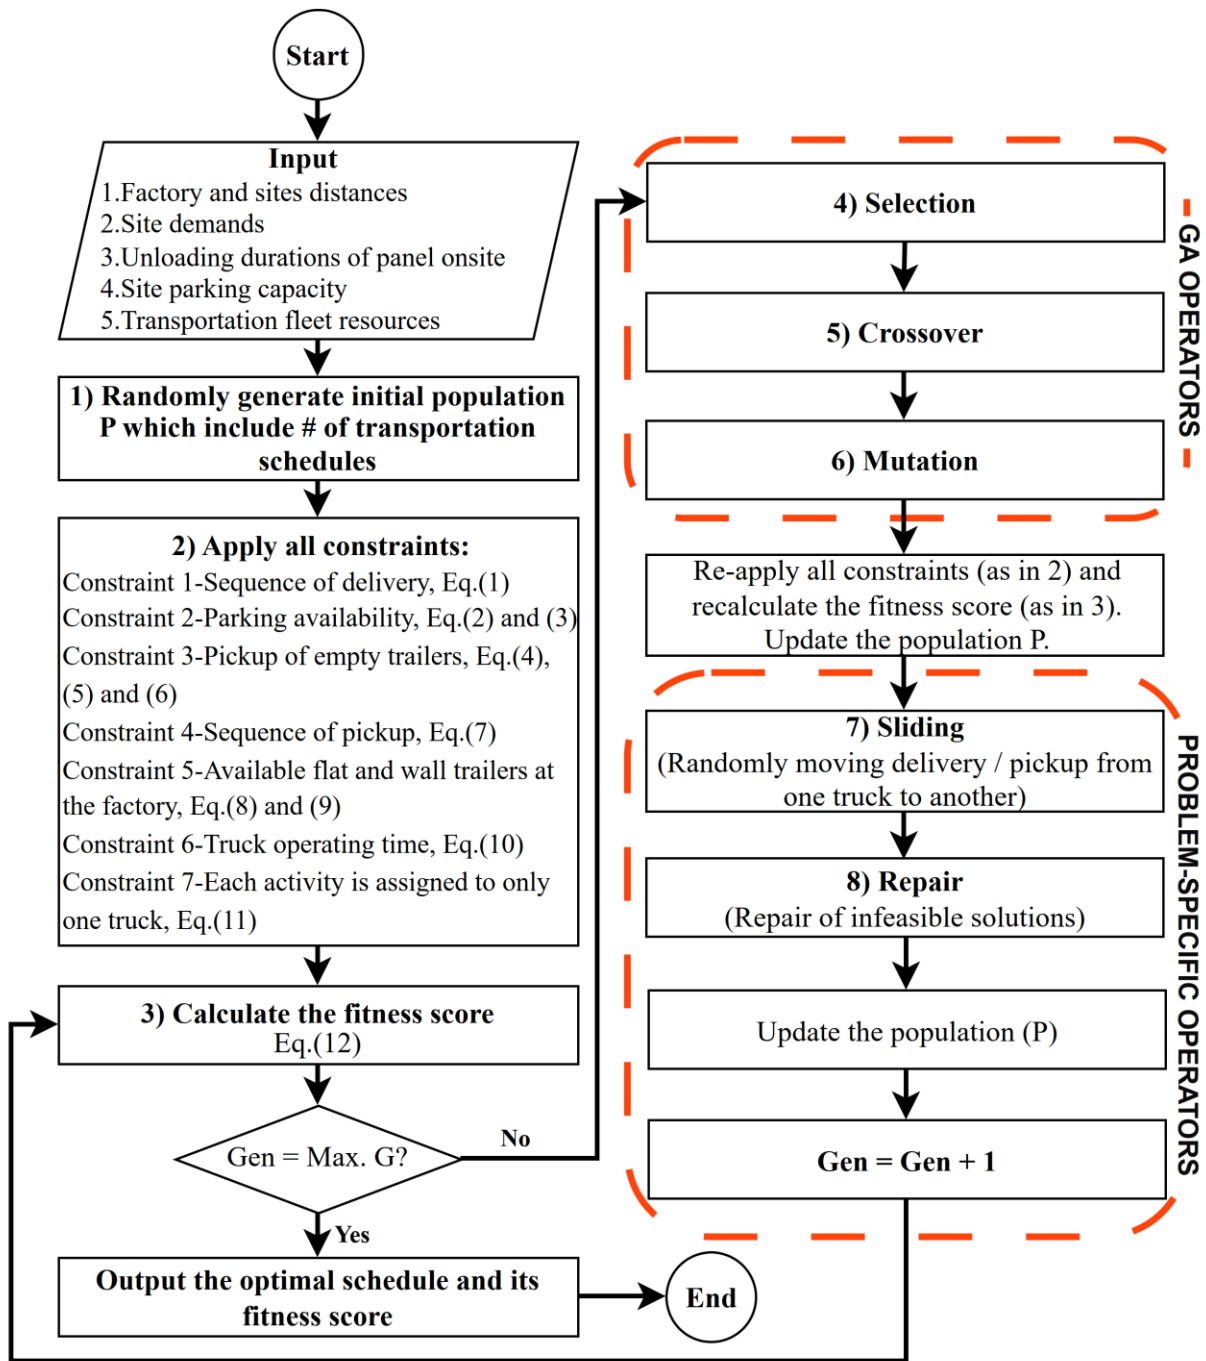 Start
Input
1.Factory and sites distances
2.Site demands
3.Unloading durations of panel onsite
4.Site parking capacity
5.Transportation fleet resources
1) Randomly generate initial population
P which include # of transportation
schedules
2) Apply all constraints:
Constraint 1-Sequence of delivery, Eq.(1)
Constraint 2-Parking availability, Eq.(2) and (3)
Constraint 3-Pickup of empty trailers, Eq.(4),
(5) and (6)
Constraint 4-Sequence of pickup, Eq.(7)
Constraint 5-Available flat and wall trailers at
the factory, Eq.(8) and (9)
Constraint 6-Truck operating time, Eq.(10)
Constraint 7-Each activity is assigned to only
one truck, Eq.(11)
3) Calculate the fitness score
Eq.(12)
Gen = Max. G?
No
Yes
Output the optimal schedule and its
fitness score
End
4) Selection
5) Crossover
6) Mutation
GA OPERATORS
Re-apply all constraints (as in 2) and
recalculate the fitness score (as in 3).
Update the population P.
7) Sliding
(Randomly moving delivery / pickup from
one truck to another)
8) Repair
(Repair of infeasible solutions)
Update the population (P)
Gen = Gen + 1
PROBLEM-SPECIFIC OPERATORS